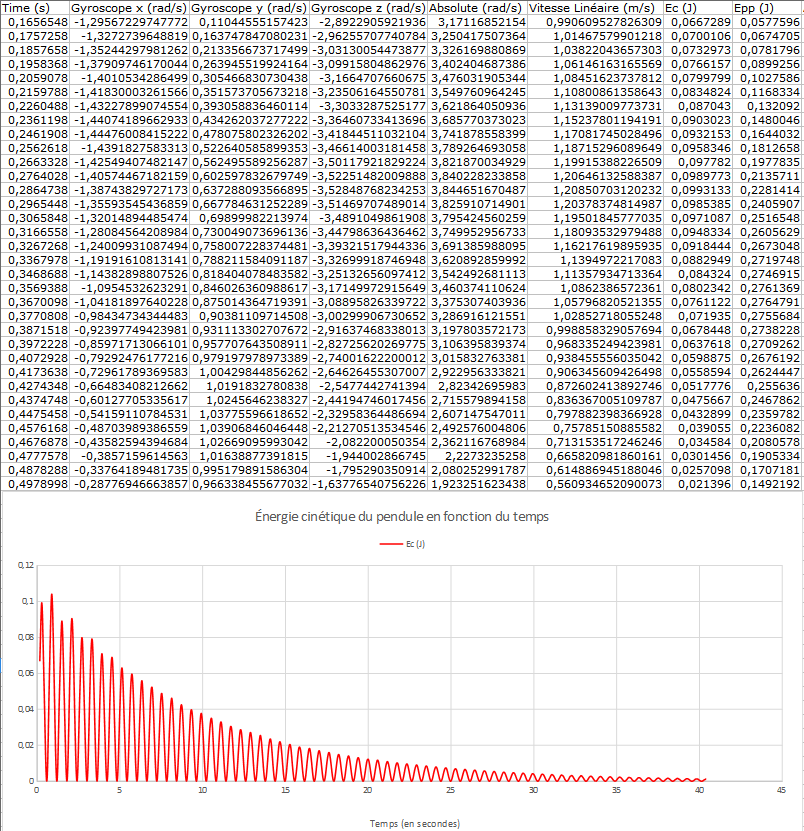 Time (s) Gyroscope x (rad/s) Gyroscope y (rad/s) Gyroscope z (rad/s) Absolute (rad/s) Vitesse Linéaire (m/s) Ec (J) Epp (J)
0,1656548 -1,29567229747772 0,11044555157423 -2,8922905921936 3,17116852154 0,990609527826309 0,0667289 0,0577596
0,1757258 -1,3272739648819 0,163747847080231 -2,96255707740784 3,250417507364 1,01467579901218 0,0700106 0,0674705
0,1857658 -1,35244297981262 0,213356673717499 -3,03130054473877 3,326169880869 1,03822043657303 0,0732973 0,0781796
0,1958368 -1,37909746170044 0,263945519924164 -3,09915804862976 3,402404687386 1,06146163165569 0,0766157 0,0899256
0,2059078 -1,4010534286499 0,305466830730438 -3,1664707660675 3,476031905344 1,08451623737812 0,0799799 0,1027586
0,2159788 -1,41830003261566 0,351573705673218 -3,23506164550781 3,549760964245 1,10800861358643 0,0834824 0,1168334
0,2260488 -1,43227899074554 0,393058836460114 -3,3033287525177 3,621864050936 1,13139009773731 0,087043 0,132092
0,2361198 -1,44074189662933 0,434262037277222 -3,36460733413696 3,685770373023 1,15237801194191 0,0903023 0,1480046
0,2461908 -1,44476008415222 0,478075802326202 -3,41844511032104 3,741878558399 1,17081745028496 0,0932153 0,1644032
0,2562618 -1,4391827583313 0,522640585899353 -3,46614003181458 3,789264693058 1,18715296089649 0,0958346 0,1812658
0,2663328 -1,42549407482147 0,562495589256287 -3,50117921829224 3,821870034929 1,19915388226509 0,097782 0,1977835
0,2764028 -1,40574467182159 0,602597832679749 -3,52251482009888 3,840228233858 1,20646132588387 0,0989773 0,2135711
0,2864738 -1,38743829727173 0,637288093566895 -3,52848768234253 3,844651670487 1,20850703120232 0,0993133 0,2281414
0,2965448 -1,35593545436859 0,667784631252289 -3,51469707489014 3,825910714901 1,20378374814987 0,0985385 0,2405907
0,3065848 -1,32014894485474 0,69899982213974 -3,4891049861908 3,795424560259 1,19501845777035 0,0971087 0,2516548
0,3166558 -1,28084564208984 0,730049073696136 -3,44798636436462 3,749952956733 1,18093532979488 0,0948334 0,2605629
0,3267268 -1,24009931087494 0,758007228374481 -3,39321517944336 3,691385988095 1,16217619895935 0,0918444 0,2673048
0,3367978 -1,19191610813141 0,788211584091187 -3,32699918746948 3,620892859992 1,1394972217083 0,0882949 0,2719748
0,3468688 -1,14382898807526 0,818404078483582 -3,25132656097412 3,542492681113 1,11357934713364 0,084324 0,2746915
0,3569388 -1,0954532623291 0,846026360988617 -3,17149972915649 3,460374110624 1,0862386572361 0,0802342 0,2761369
0,3670098 -1,04181897640228 0,875014364719391 -3,08895826339722 3,375307403936 1,05796820521355 0,0761122 0,2764791
0,3770808 -0,98434734344483 0,90381109714508 -3,00299906730652 3,286916121551 1,02852718055248 0,071935 0,2755684
0,3871518 -0,92397749423981 0,931113302707672 -2,91637468338013 3,197803572173 0,998858329057694 0,0678448 0,2738228
0,3972228 -0,85971713066101 0,957707643508911 -2,82725620269775 3,106395839374 0,968335249423981 0,0637618 0,2709262
0,4072928 -0,79292476177216 0,979197978973389 -2,74001622200012 3,015832763381 0,938455556035042 0,0598875 0,2676192
0,4173638 -0,72961789369583 1,00429844856262 -2,64626455307007 2,922956333821 0,906345609426498 0,0558594 0,2624447
0,4274348 -0,66483408212662 1,0191832780838 -2,5477442741394 2,82342695983 0,872602413892746 0,0517776 0,255636
0,4374748 -0,60127705335617 1,0245646238327 -2,44194746017456 2,715579894158 0,836367005109787 0,0475667 0,2467862
0,4475458 -0,54159110784531 1,03775596618652 -2,32958364486694 2,607147547011 0,797882398366928 0,0432899 0,2359782
0,4576168 -0,48703989386559 1,03906846046448 -2,21270513534546 2,492576004806 0,75785150885582 0,039055 0,2236082
0,4676878 -0,43582594394684 1,02669095993042 -2,082200050354 2,362116768984 0,713153517246246 0,034584 0,2080578
0,4777578 -0,3857159614563 1,01638877391815 -1,944002866745 2,2273235258 0,665820981860161 0,0301456 0,1905334
0,4878288 -0,33764189481735 0,995179891586304 -1,795290350914 2,080252991787 0,614886945188046 0,0257098 0,1707181
0,4978998 -0,28776946663857 0,966338455677032 -1,63776540756226 1,923251623438 0,560934652090073 0,021396 0,1492192
Énergie cinétique du pendule en fonction du temps
Ec (J)
0,12
0,1
0,08
0,06
0,04
0,02
0
0 5 10 15 20 25 30 35 40 45
Temps (en secondes)